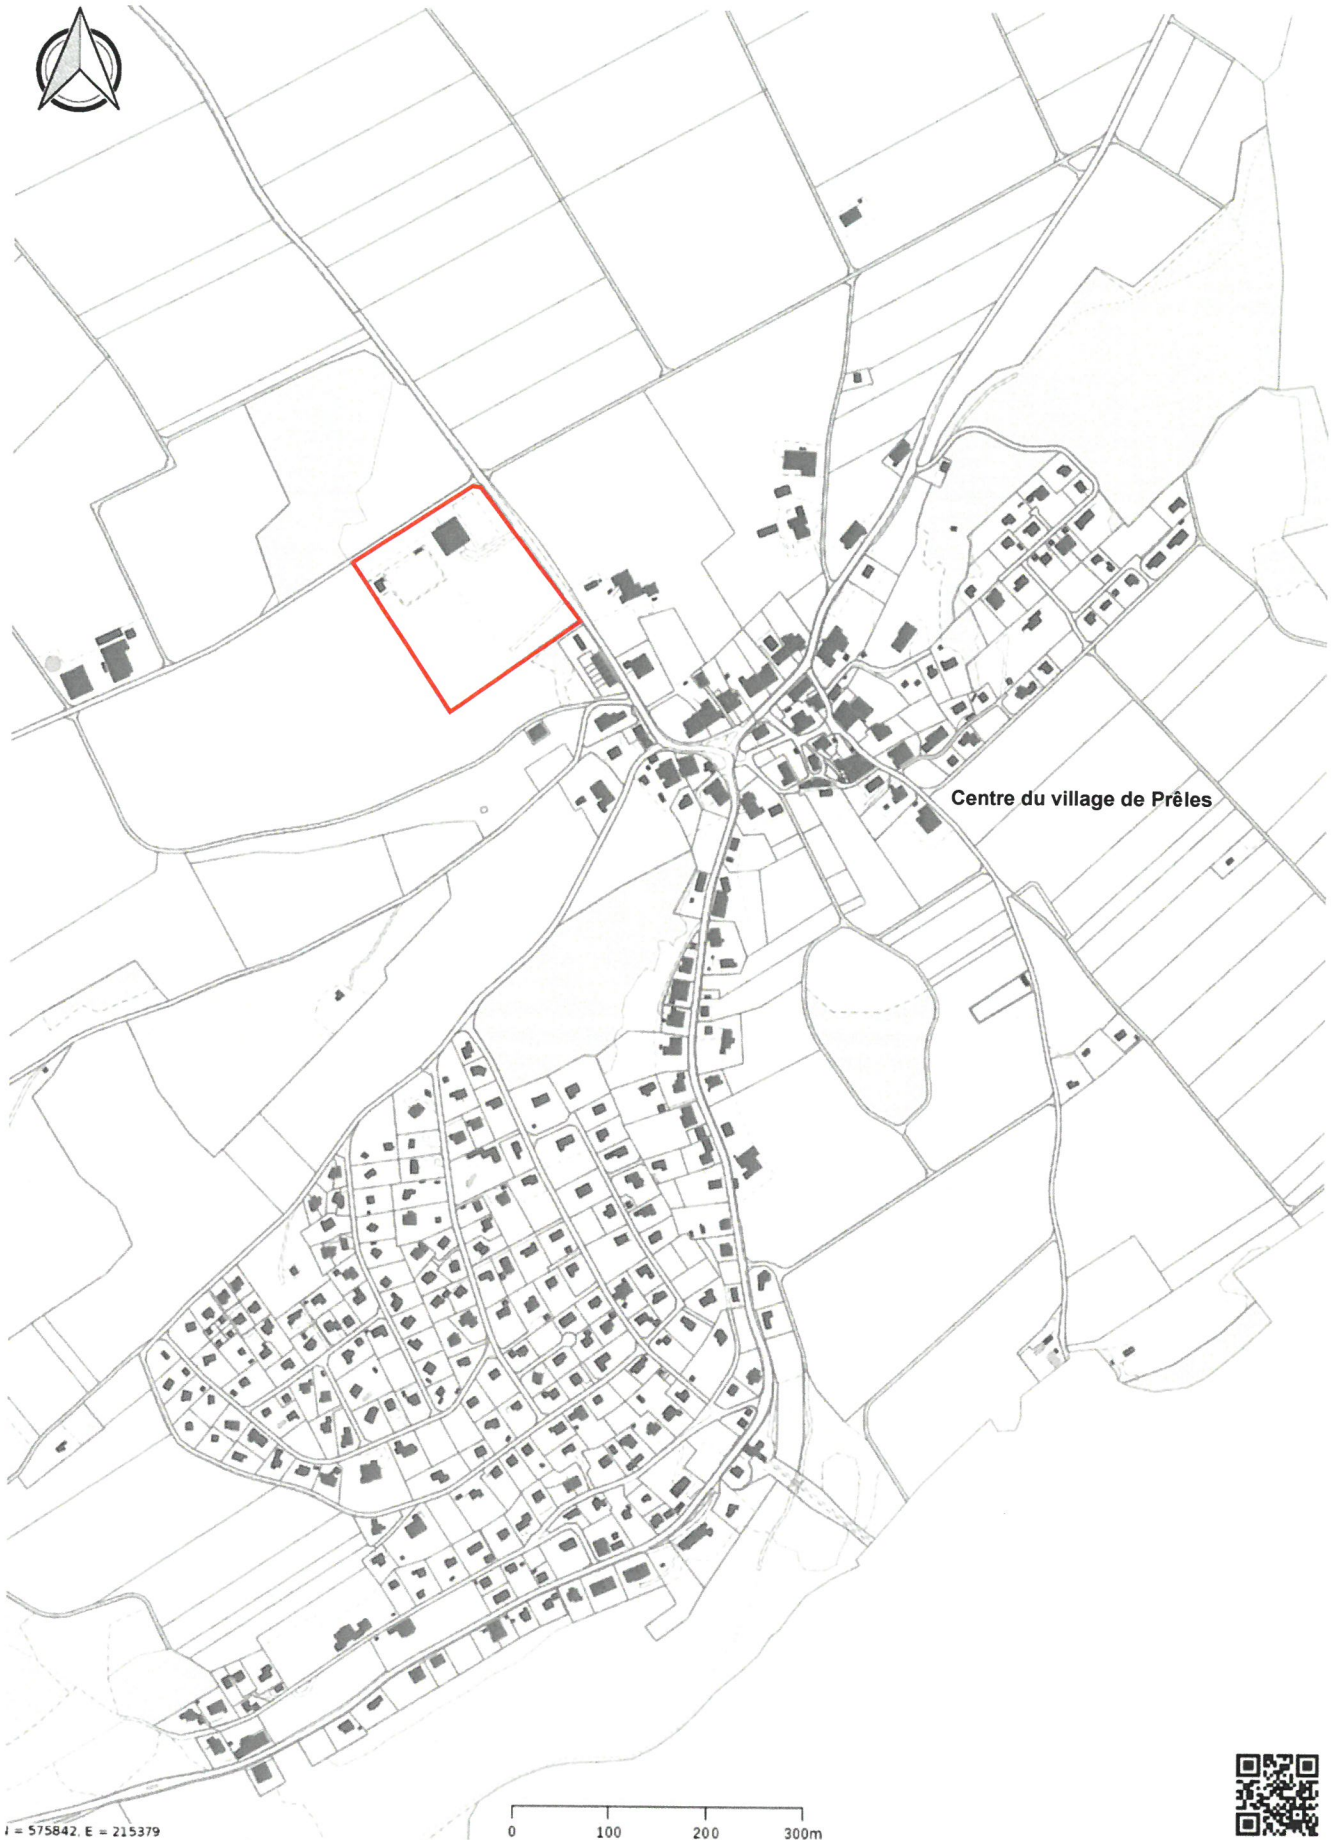 Centre du village de Prêles
= 575842, E = 215379
0 100 200 300m